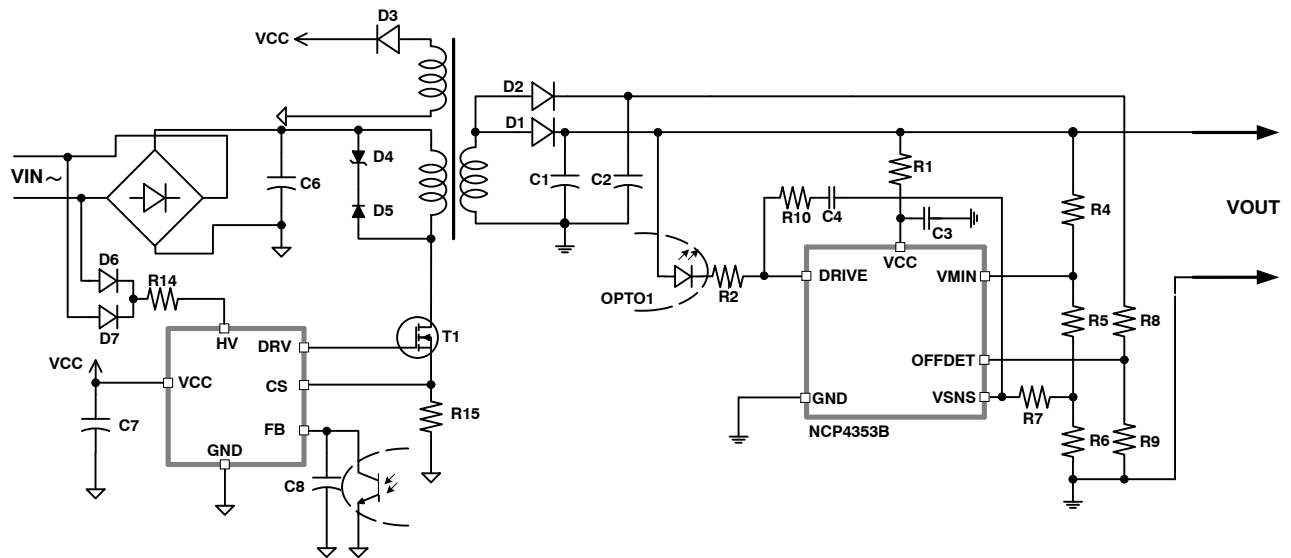 D3
VCC
D2
D1
D4
R1
VIN~
C6
C1
C2
D5
R10
C4
R4
VOUT
C3
VCC
D6
R14
DRIVE
VMIN
OPTO1
R2
D7
HV
T1
R5
R8
DRV
VCC
OFFDET
VCC
CS
GND
VSNS
R7
C7
R15
FB
NCP4353B
R6
R9
GND
C8